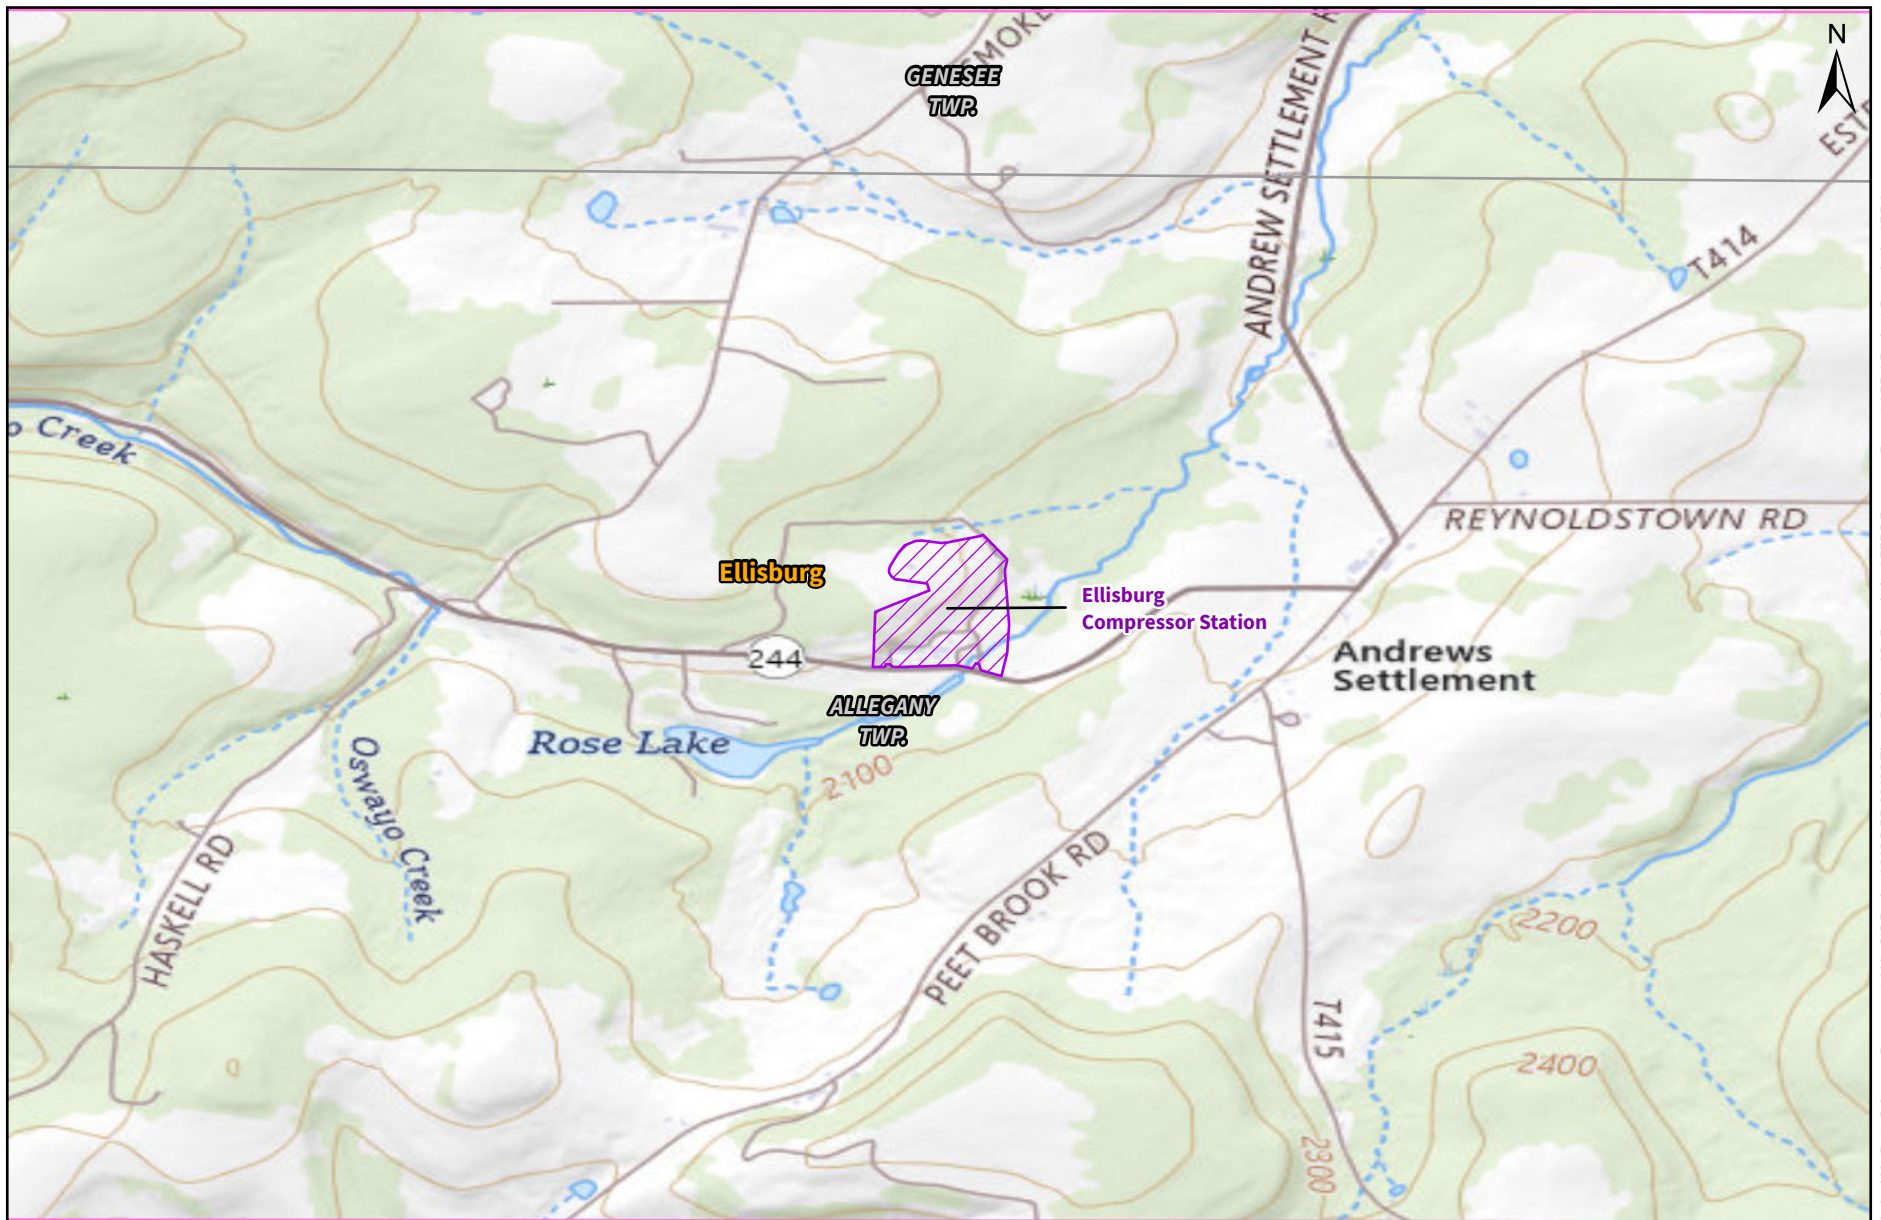 N
SMOKE
GENESEE
TWP.
ANDREW SETTLEMENT R
T414
o Creek
REYNOLDSTOWN RD
Ellisburg
Ellisburg
Compressor Station
244
Andrews
Settlement
ALLEGANY
TWP.
Rose Lake
2100
Oswayo Creek
HASKELL RD
PEET BROOK RD
2200
T415
2400
2300